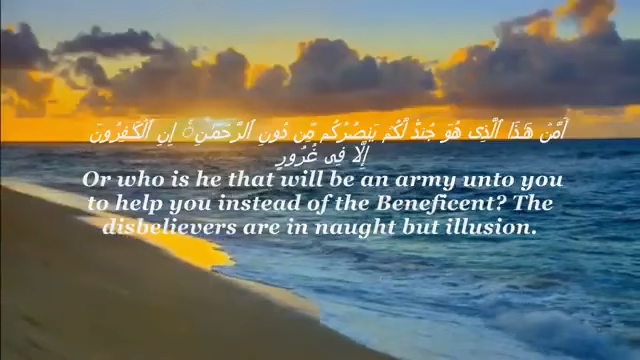 أَمَّنْ هَـٰذَا ٱلَّذِى هُوَ جُندٌ لَّكُمْ يَنصُرُكُم مِّن دُونِ ٱلرَّحْمَـٰنِ ۚ إِنِ ٱلْكَـٰفِرُونَ
إِلَّا فِى غُرُورٍ
Or who is he that will be an army unto you
to help you instead of the Beneficent? The
disbelievers are in naught but illusion.